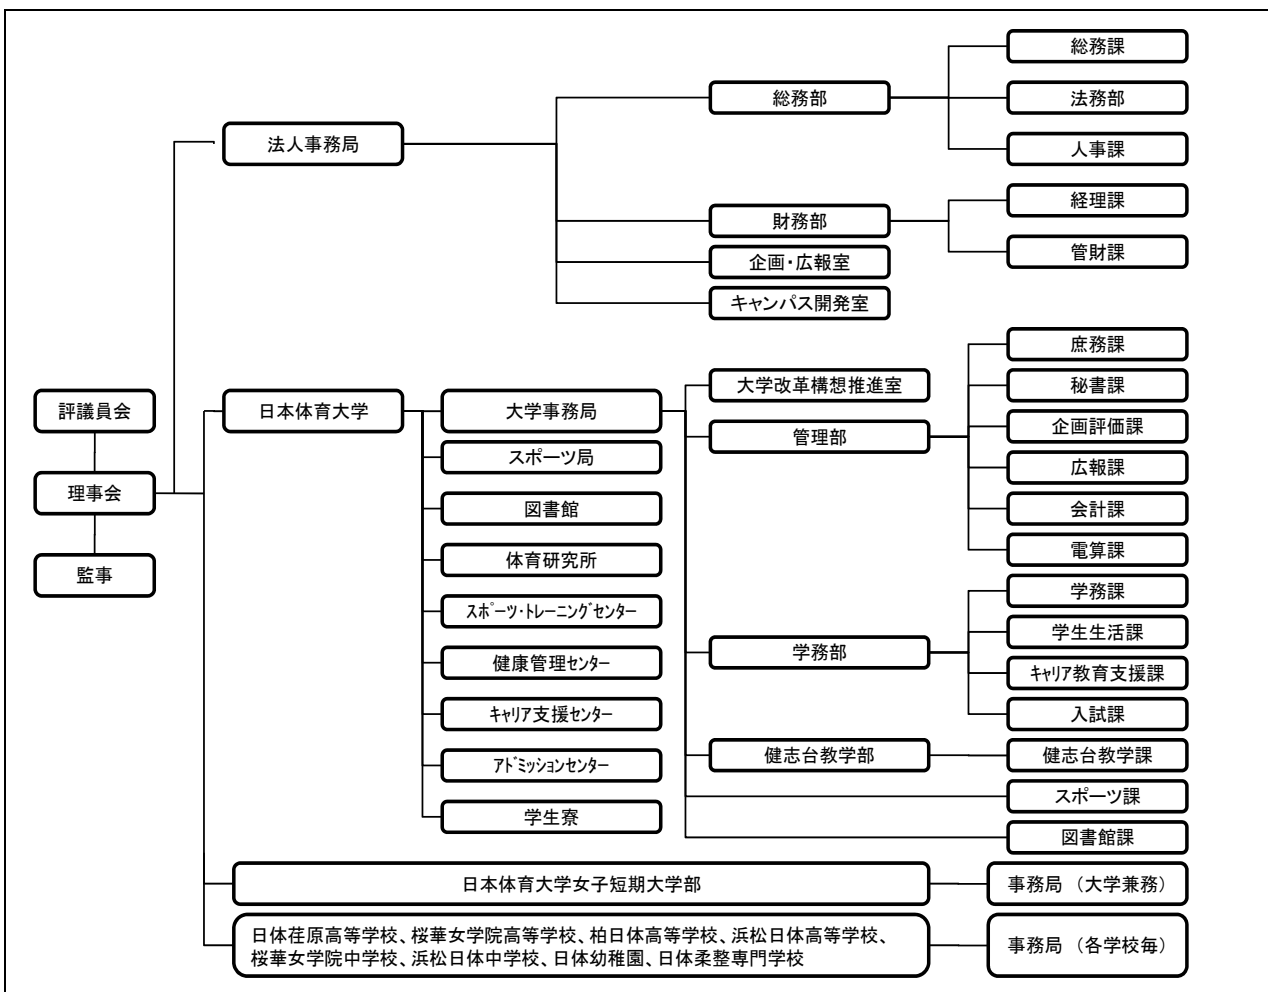 総務課
総務部
法務部
法人事務局
人事課
経理課
財務部
管財課
企画・広報室
キャンパス開発室
庶務課
大学改革構想推進室
秘書課
評議員会
日本体育大学
大学事務局
管理部
企画評価課
スポーツ局
広報課
理事会
図書館
会計課
体育研究所
電算課
監事
学務課
スポーツ・トレーニングセンター
学生生活課
学務部
健康管理センター
キャリア教育支援課
キャリア支援センター
入試課
アドミッションセンター
健志台教学部
健志台教学課
スポーツ課
学生寮
図書館課
日本体育大学女子短期大学部
事務局 （大学兼務）
日体荏原高等学校、桜華女学院高等学校、柏日体高等学校、浜松日体高等学校、
桜華女学院中学校、浜松日体中学校、日体幼稚園、日体柔整専門学校
事務局 （各学校毎）